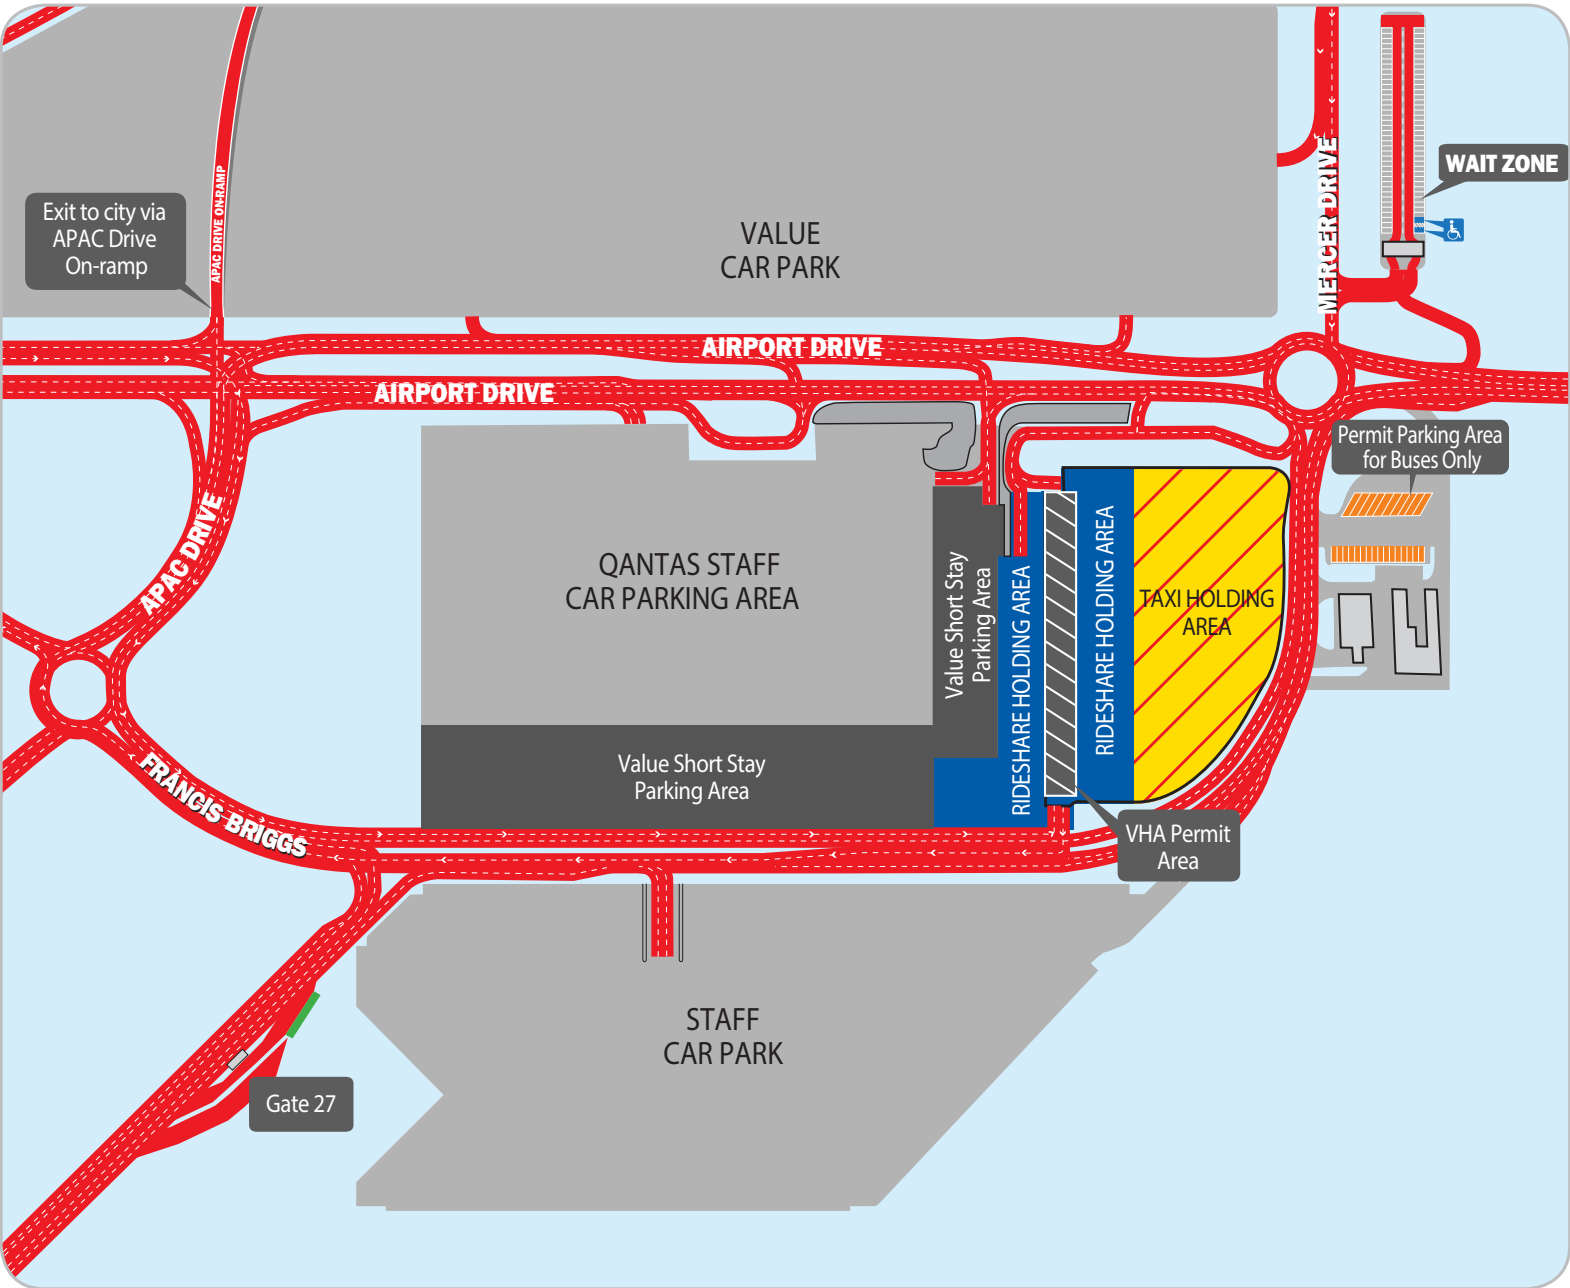 WAIT ZONE
MERCER DRIVE
APAC DRIVE ON-RAMP
Exit to city via
APAC Drive
On-ramp
VALUE
CAR PARK
AIRPORT DRIVE
AIRPORT DRIVE
Permit Parking Area
for Buses Only
APAC DRIVE
QANTAS STAFF
CAR PARKING AREA
Value Short Stay
Parking Area
RIDESHARE HOLDING AREA
RIDESHARE HOLDING AREA
TAXI HOLDING
AREA
Value Short Stay
Parking Area
FRANCIS BRIGGS
VHA Permit
Area
STAFF
CAR PARK
Gate 27